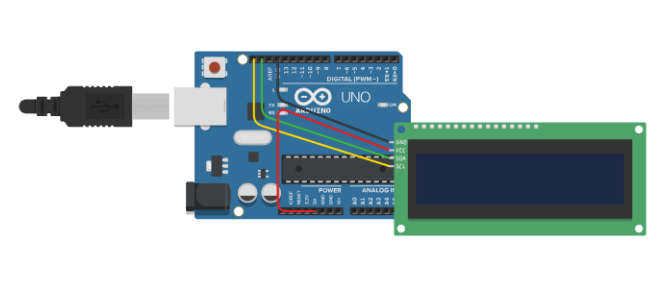 AREF
13
12
~11
~10
~9
8
7
~6
~5
4
~3
2
TX→1
RX←0
DIGITAL (PWM~)
L
TX
RX
ARDUINO
UNO
ON
GND
VCC
SDA
SCL
POWER
ANALOG IN
IOREF
RESET
3.3V
5V
GND
GND
Vin
A0
A1
A2
A3
A4